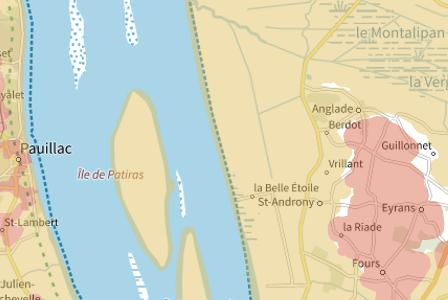 le Montalipan
la Ver
Anglade
Berdot
Guillonnet
Pauillac
Vrillant
Île de Patiras
la Belle Étoile
St-Androny
Eyrans
St-Lambert
la Riade
Fours
Julien-